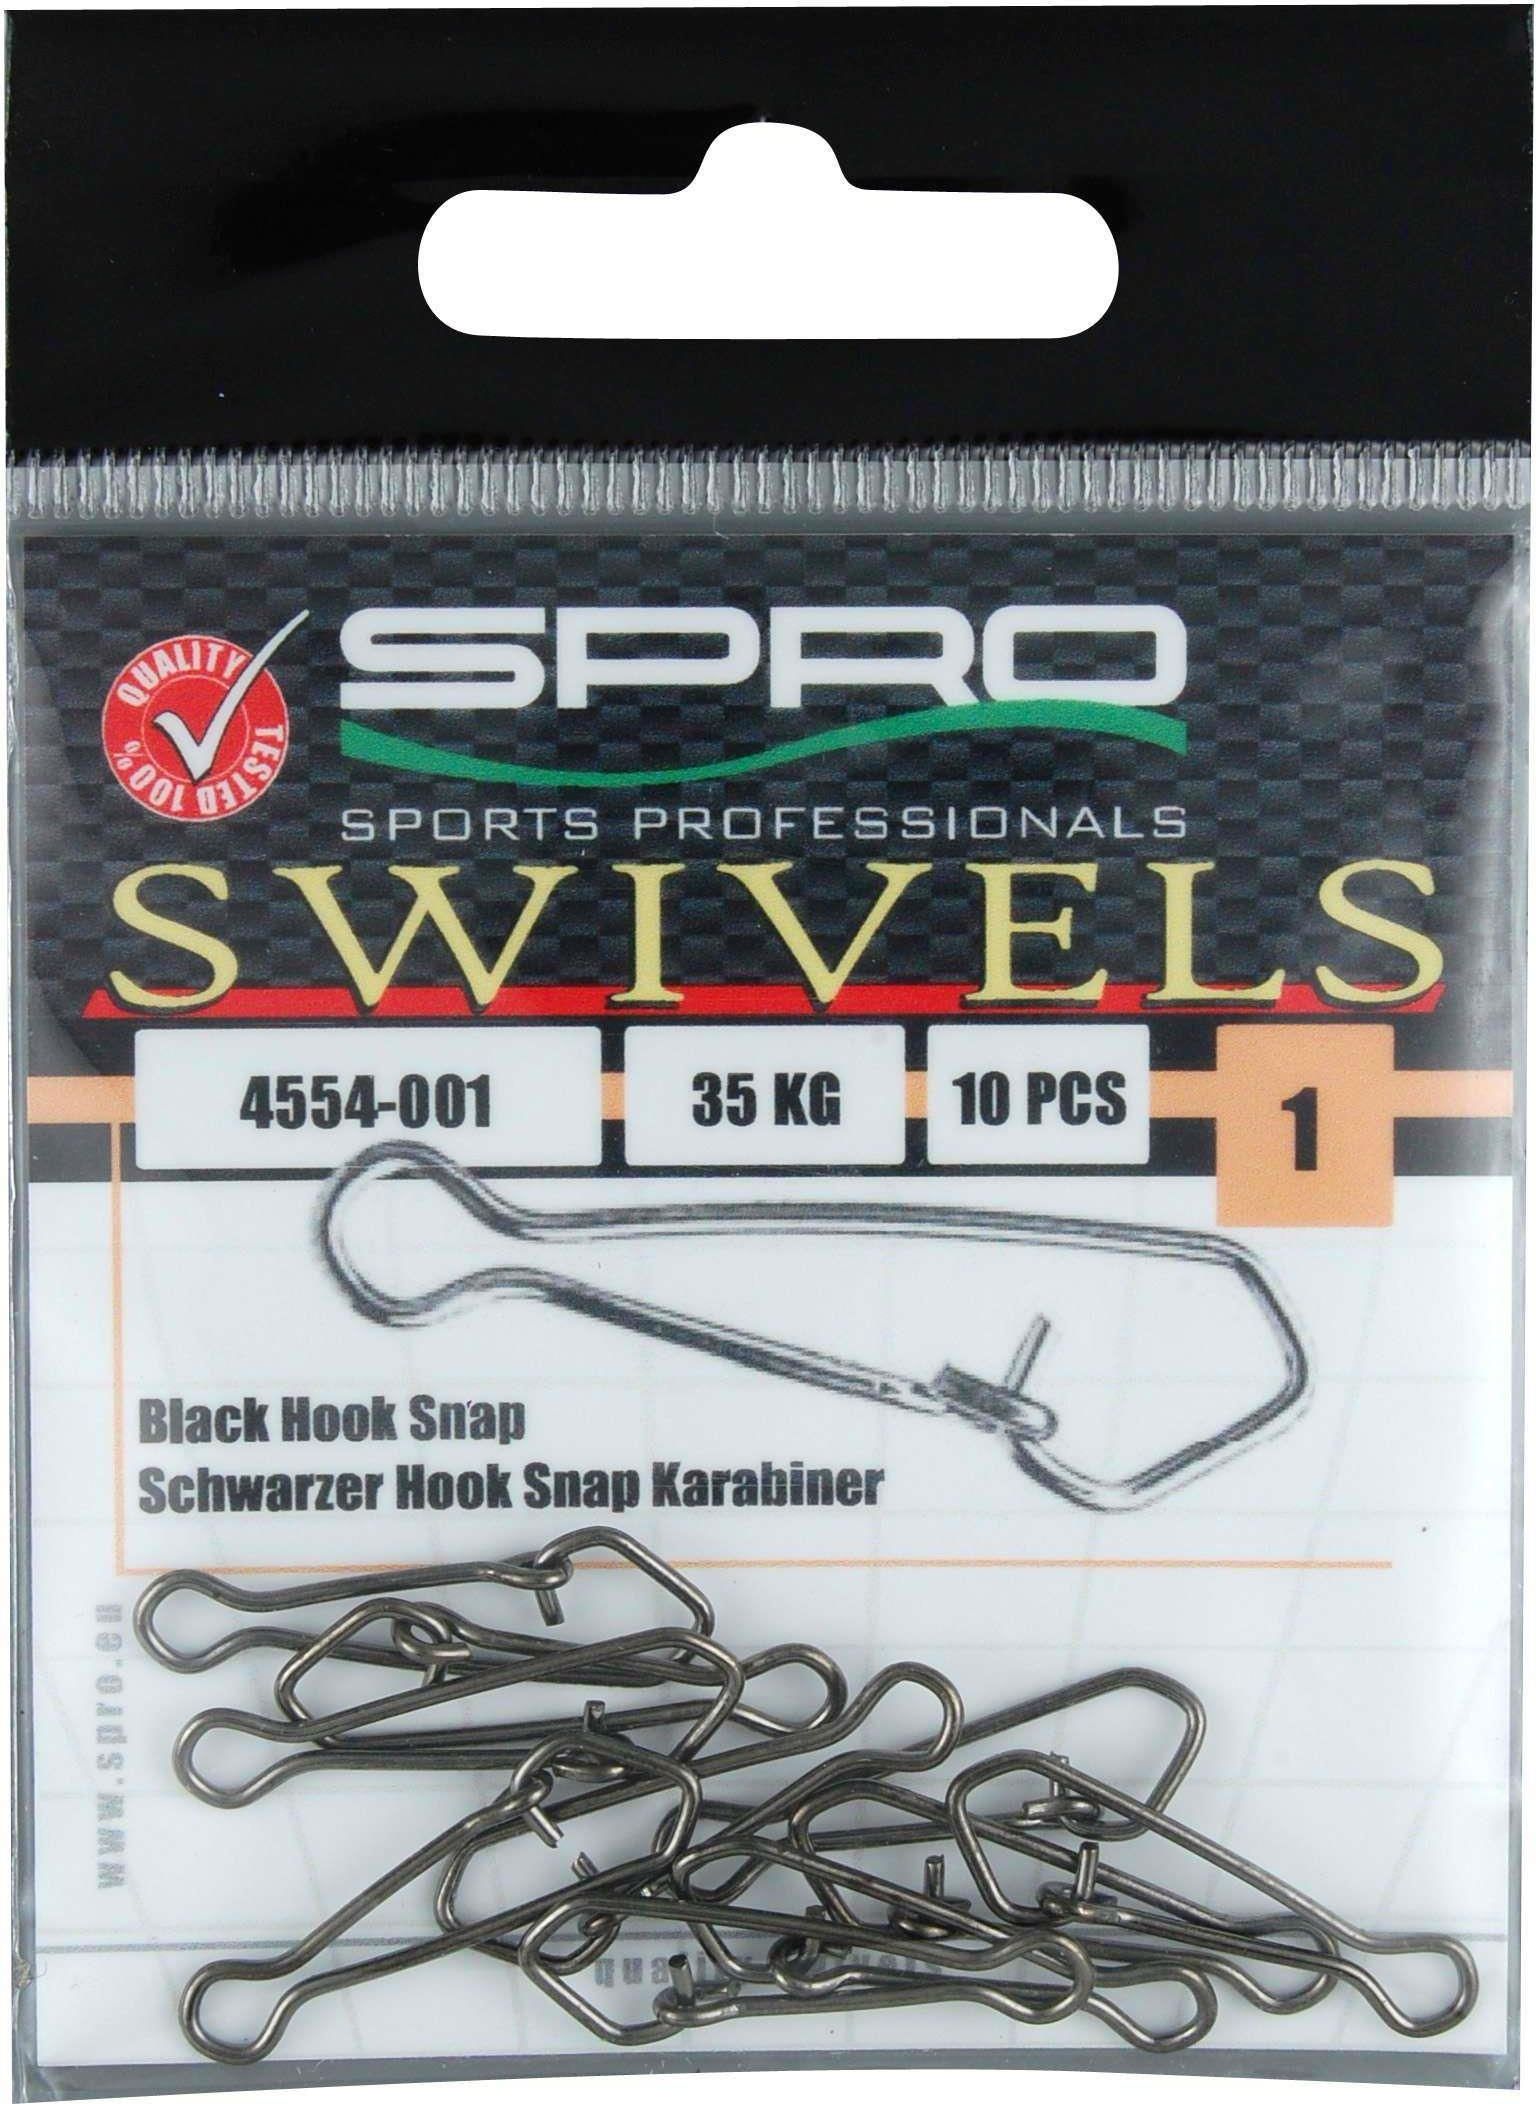 QUALITY TESTED 100%
SPRO
SPORTS PROFESSIONALS
SWIVELS
4554-001
35 KG
10 PCS
1
Black Hook Snap
Schwarzer Hook Snap Karabiner
www.spro.eu